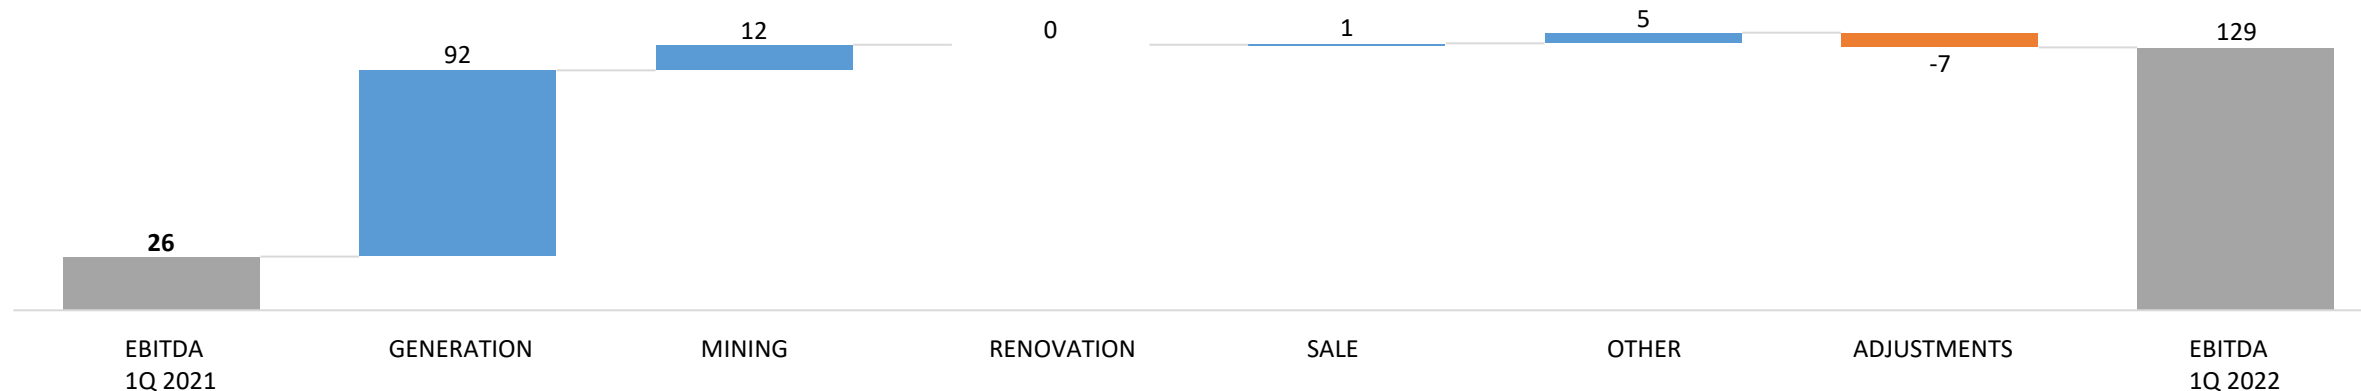 26
92
12
0
1
5
-7
129
EBITDA
1Q 2021
GENERATION
MINING
RENOVATION
SALE
OTHER
ADJUSTMENTS
EBITDA
1Q 2022